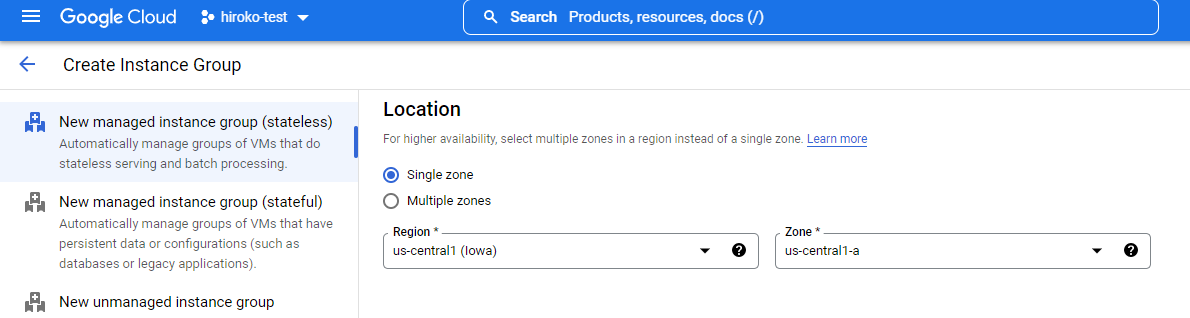 Google Cloud
hiroko-test
Search Products, resources, docs (/)
Create Instance Group
New managed instance group (stateless)
Automatically manage groups of VMs that do
stateless serving and batch processing.
New managed instance group (stateful)
Automatically manage groups of VMs that have
persistent data or configurations (such as
databases or legacy applications).
New unmanaged instance group
Location
For higher availability, select multiple zones in a region instead of a single zone. Learn more
Single zone
Multiple zones
Region *
us-central1 (Iowa)
Zone *
us-central1-a